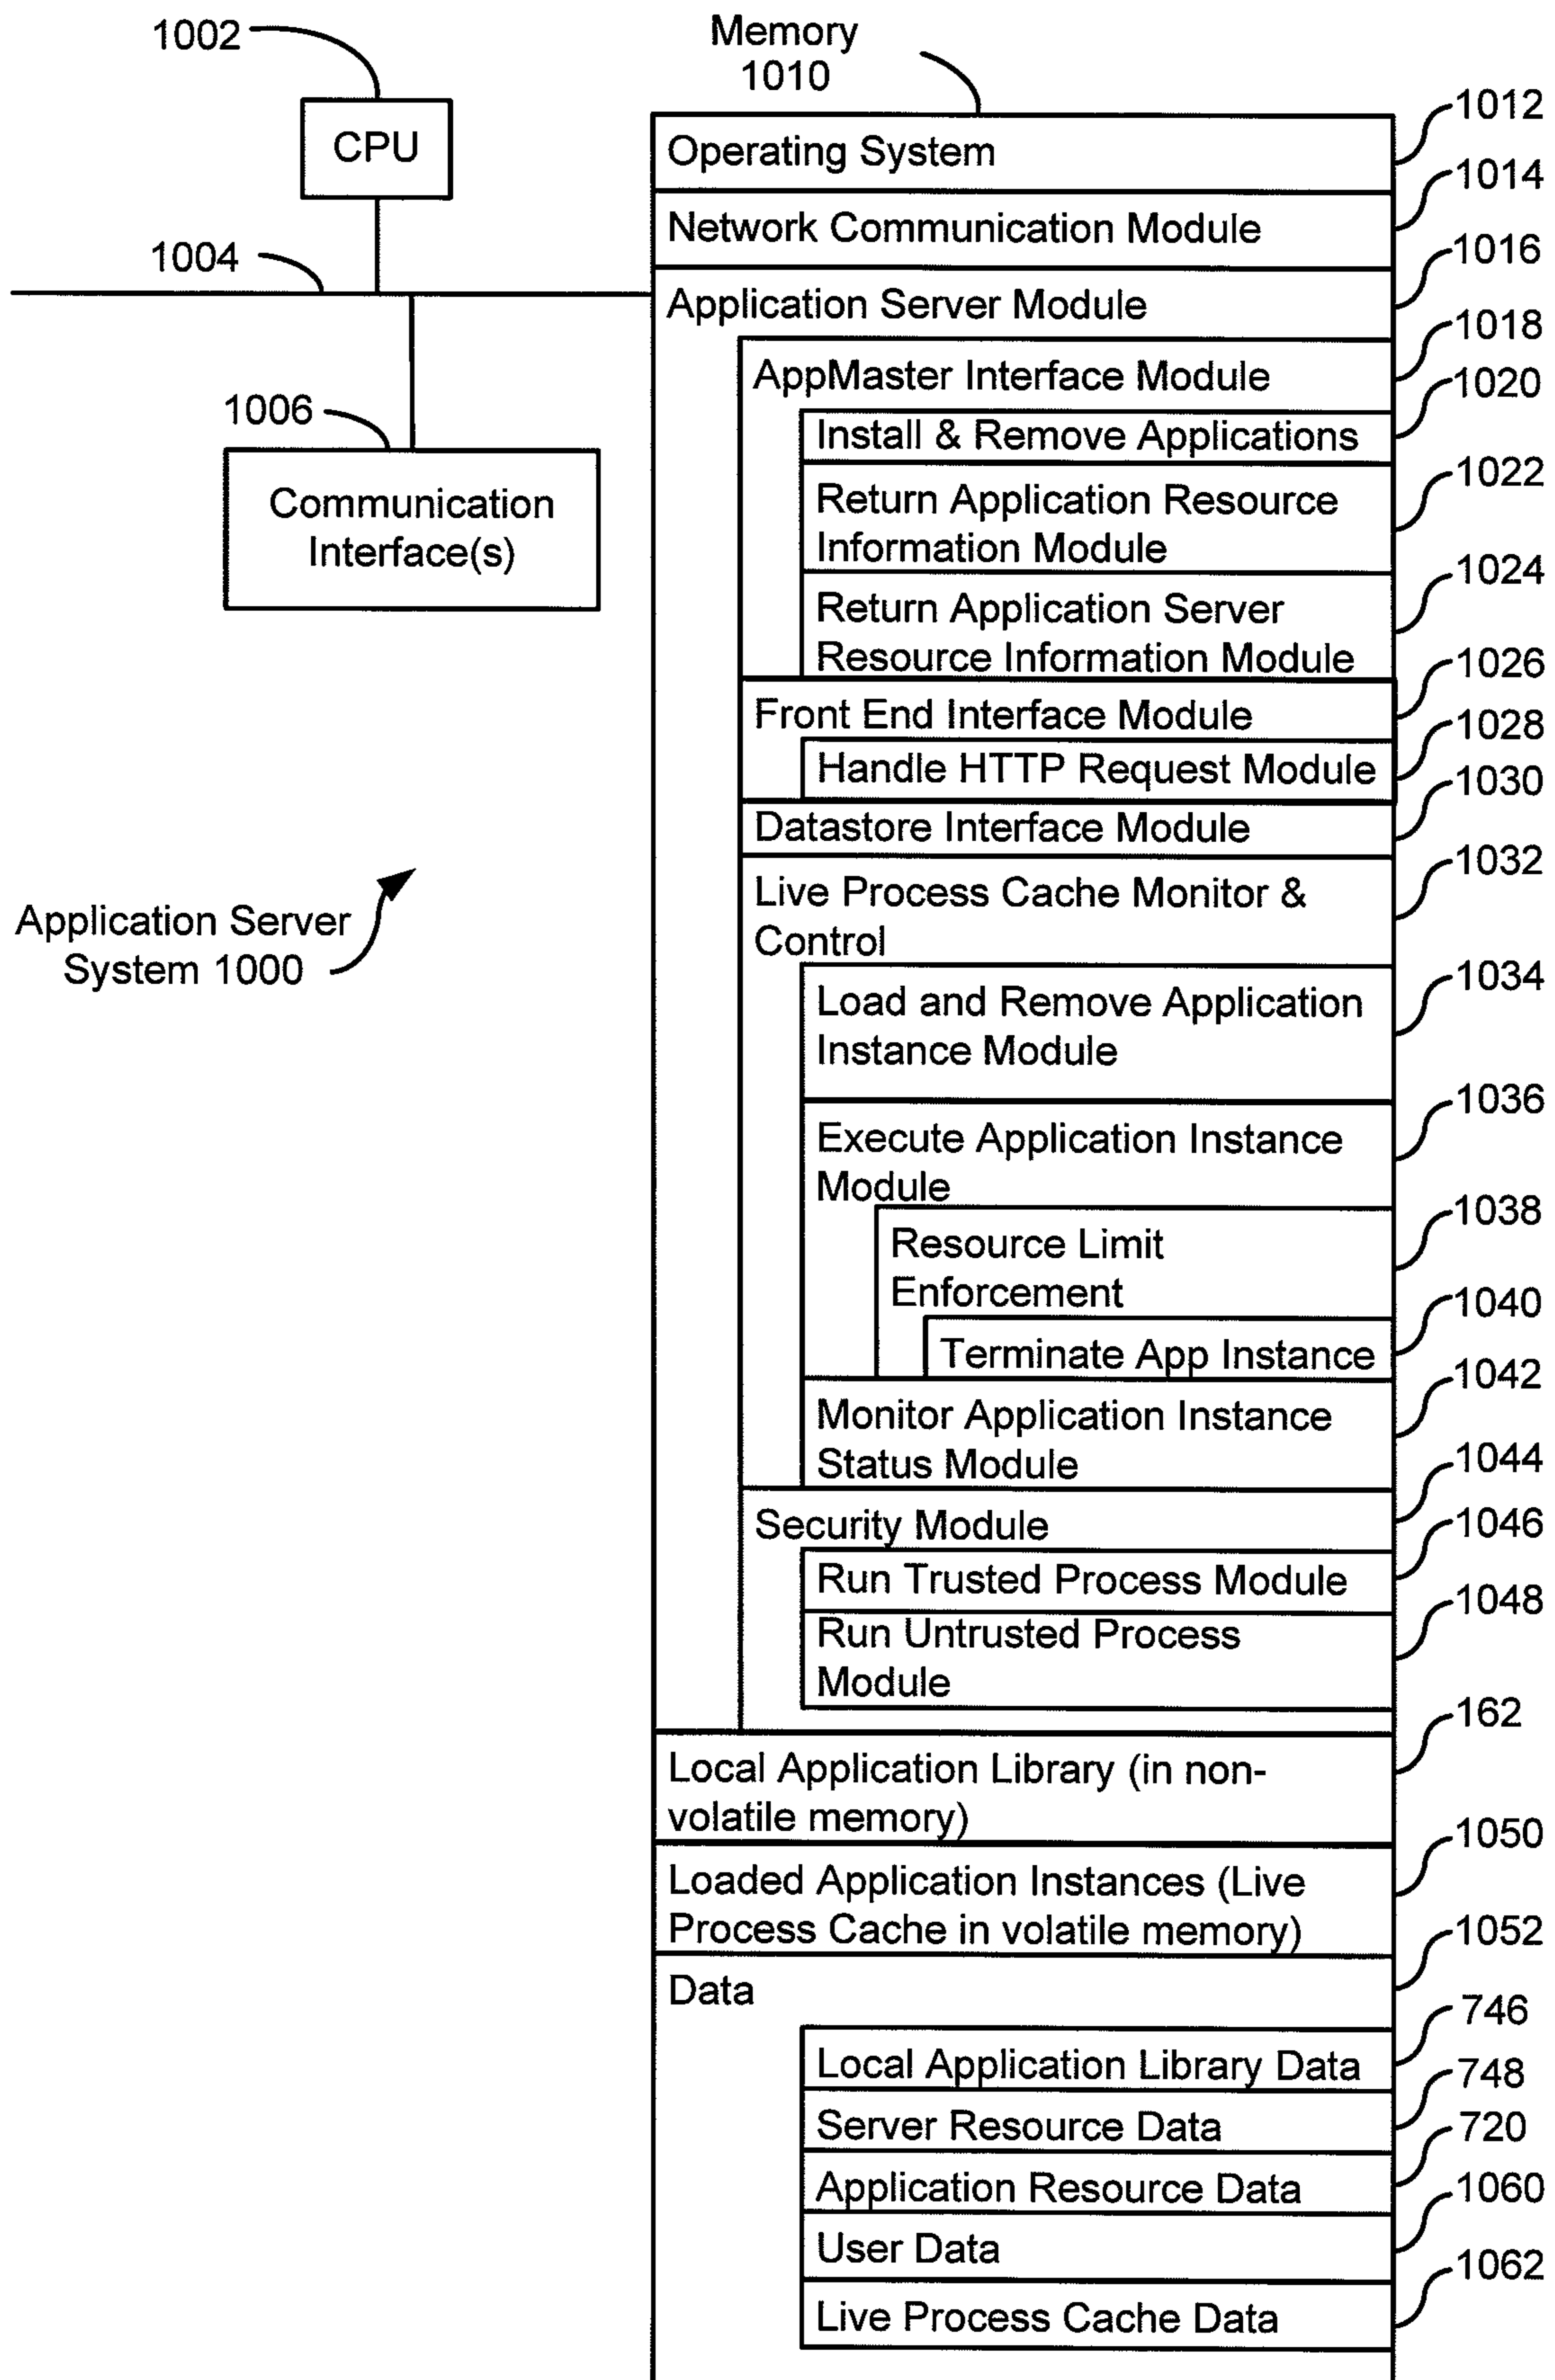 1002
CPU
1004
1006
Communication
Interface(s)
Application Server
System 1000
Memory
1010
Operating System
1012
Network Communication Module
1014
Application Server Module
1016
AppMaster Interface Module
1018
Install & Remove Applications
1020
Return Application Resource
Information Module
1022
Return Application Server
Resource Information Module
1024
Front End Interface Module
1026
Handle HTTP Request Module
1028
Datastore Interface Module
1030
Live Process Cache Monitor &
Control
1032
Load and Remove Application
Instance Module
1034
Execute Application Instance
Module
1036
Resource Limit
Enforcement
1038
Terminate App Instance
1040
Monitor Application Instance
Status Module
1042
Security Module
1044
Run Trusted Process Module
1046
Run Untrusted Process
Module
1048
Local Application Library (in non-
volatile memory)
162
Loaded Application Instances (Live
Process Cache in volatile memory)
1050
Data
1052
Local Application Library Data
746
Server Resource Data
748
Application Resource Data
720
User Data
1060
Live Process Cache Data
1062